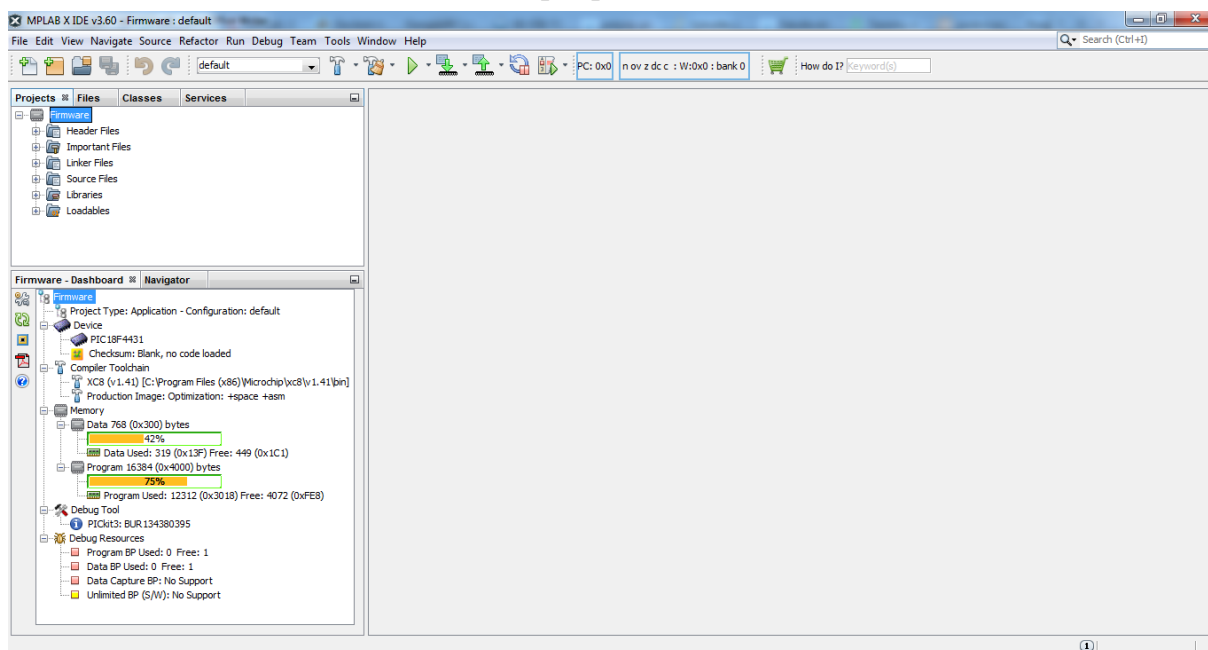 MPLAB X IDE v3.60 - Firmware : default
File Edit View Navigate Source Refactor Run Debug Team Tools Window Help
Search (Ctrl+I)
default
PC: 0x0
n ov z dc c : W:0x0 : bank 0
How do I? Keyword(s)
Projects Files Classes Services
Firmware
Header Files
Important Files
Linker Files
Source Files
Libraries
Loadables
Firmware - Dashboard Navigator
Firmware
Project Type: Application - Configuration: default
Device
PIC18F4431
Checksum: Blank, no code loaded
Compiler Toolchain
XC8 (v1.41) [C:\Program Files (x86)\Microchip\xc8\v1.41\bin]
Production Image: Optimization: +space +asm
Memory
Data 768 (0x300) bytes
42%
Data Used: 319 (0x13F) Free: 449 (0x1C1)
Program 16384 (0x4000) bytes
75%
Program Used: 12312 (0x3018) Free: 4072 (0xFE8)
Debug Tool
PICkit3: BUR134380395
Debug Resources
Program BP Used: 0 Free: 1
Data BP Used: 0 Free: 1
Data Capture BP: No Support
Unlimited BP (S/W): No Support
1